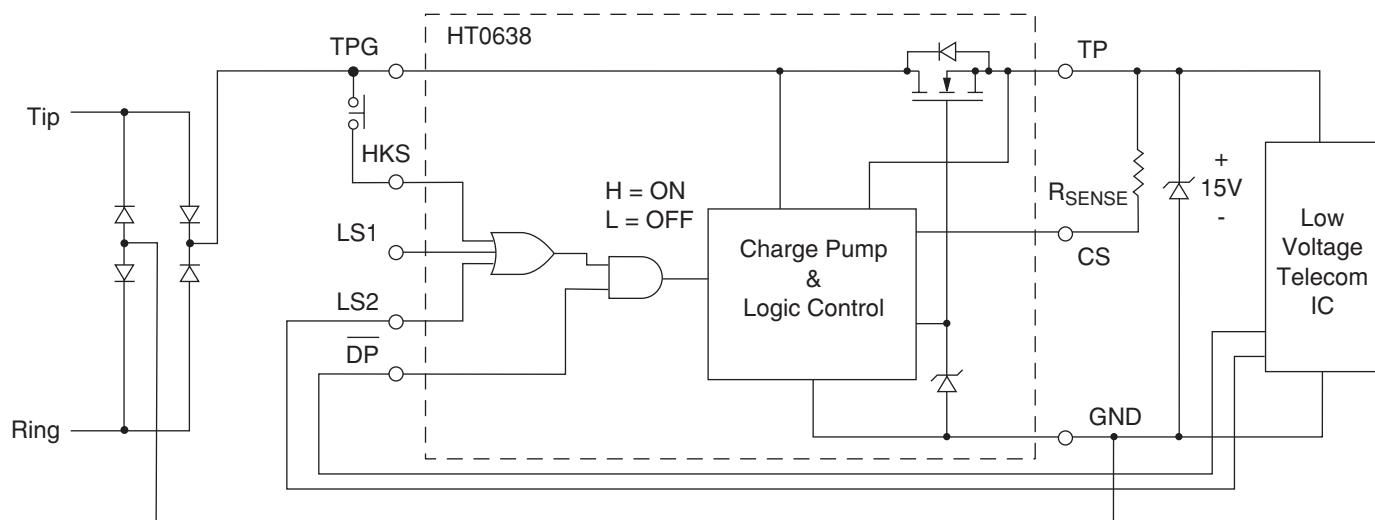 HT0638
TPG
TP
Tip
HKS
H = ON
L = OFF
LS1
LS2
DP
Charge Pump
&
Logic Control
RSENSE
CS
+
15V
-
Low
Voltage
Telecom
IC
Ring
GND